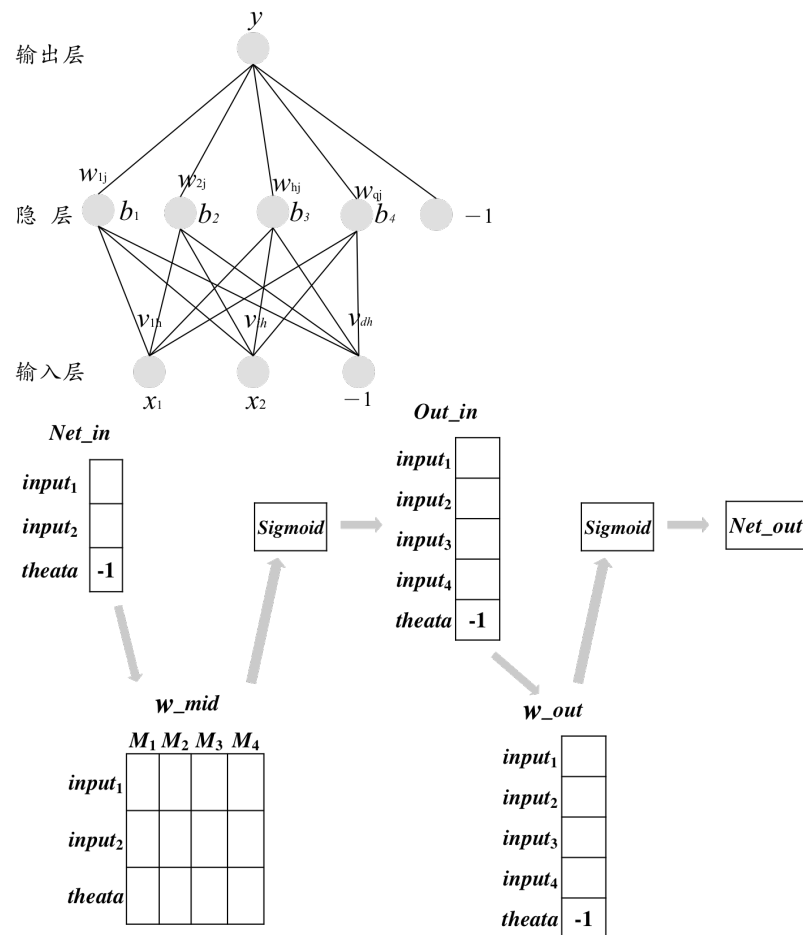 y
输出层
w1j w2j whj wqj
隐 层 b1 b2 b3 b4 −1
v1h vih vdh
输入层
x1 x2 −1
Net_in
Out_in
input1
input2
theata -1
Sigmoid
input1
input2
input3
input4
theata -1
Sigmoid
Net_out
w_mid
M1 M2 M3 M4
input1
input2
theata
w_out
input1
input2
input3
input4
theata -1